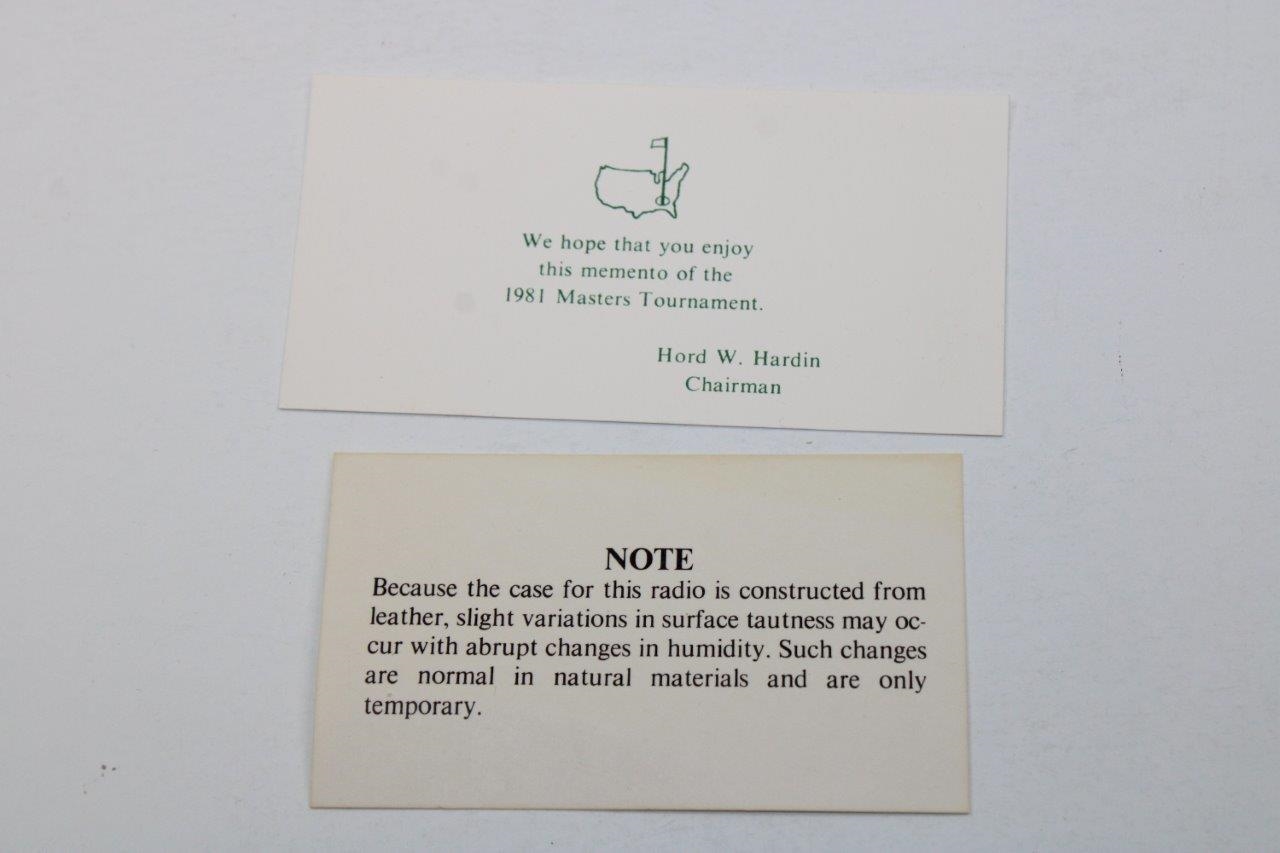 We hope that you enjoy
this memento of the
1981 Masters Tournament.
Hord W. Hardin
Chairman
NOTE
Because the case for this radio is constructed from
leather, slight variations in surface tautness may oc-
cur with abrupt changes in humidity. Such changes
are normal in natural materials and are only
temporary.